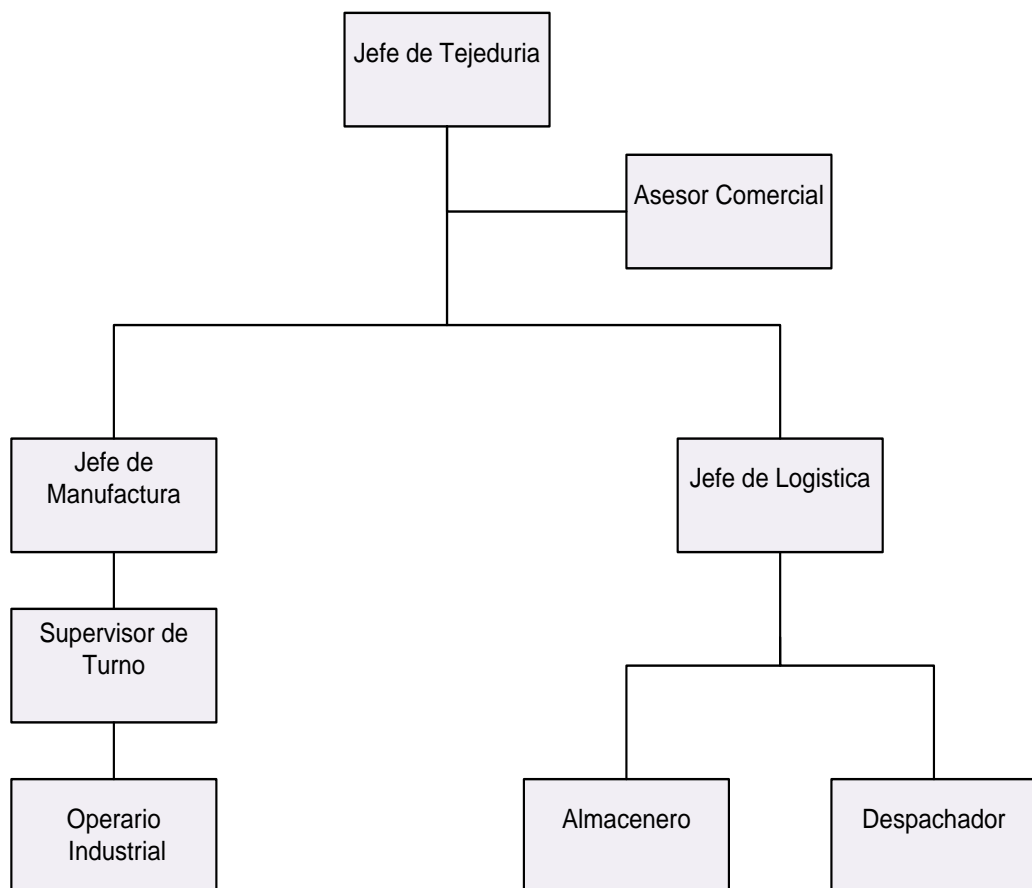 Jefe de Tejeduria
Asesor Comercial
Jefe de
Manufactura
Jefe de Logistica
Supervisor de
Turno
Operario
Industrial
Almacenero
Despachador